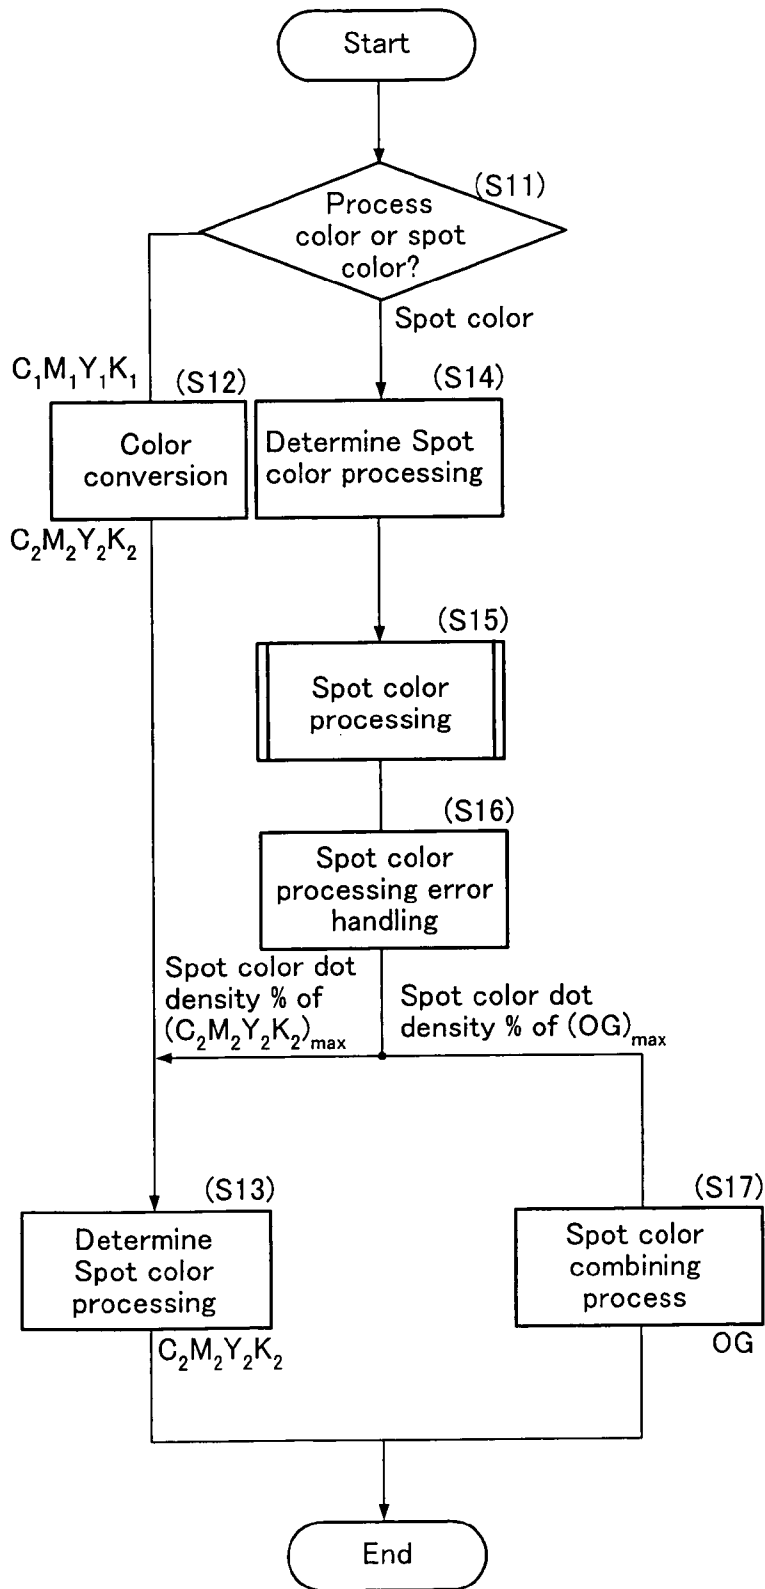 Start
(S11)
Process
color or spot
color?
Spot color
C₁M₁Y₁K₁
(S12)
(S14)
Color
conversion
Determine Spot
color processing
C₂M₂Y₂K₂
(S15)
Spot color
processing
(S16)
Spot color
processing error
handling
Spot color dot
density % of
(C₂M₂Y₂K₂)max
Spot color dot
density % of (OG)max
(S13)
(S17)
Determine
Spot color
processing
Spot color
combining
process
C₂M₂Y₂K₂
OG
End